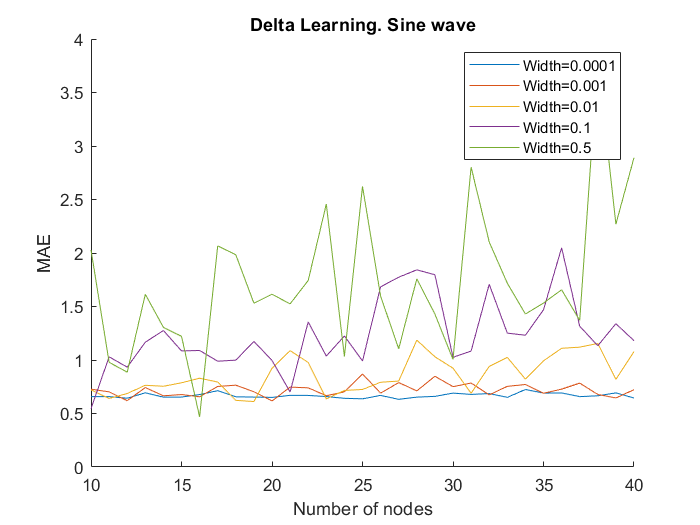 Delta Learning. Sine wave
4
3.5
3
2.5
2
1.5
1
0.5
0
MAE
Width=0.0001
Width=0.001
Width=0.01
Width=0.1
Width=0.5
10 15 20 25 30 35 40
Number of nodes